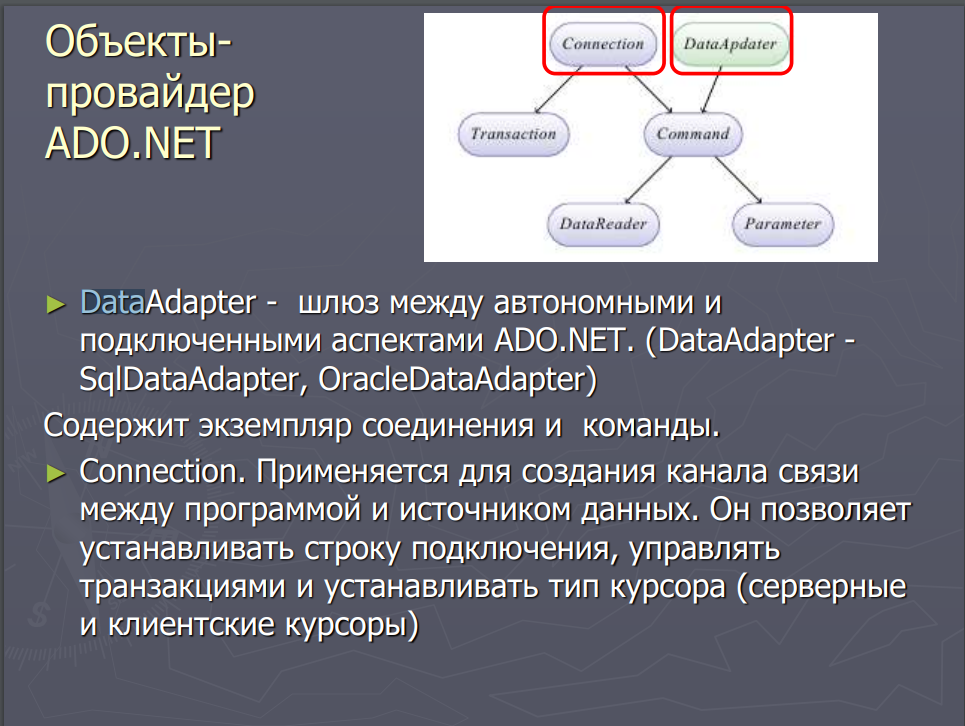 Объекты-
провайдер
ADO.NET
Connection
DataApdater
Transaction
Command
DataReader
Parameter
► DataAdapter - шлюз между автономными и
подключенными аспектами ADO.NET. (DataAdapter -
SqlDataAdapter, OracleDataAdapter)
Содержит экземпляр соединения и команды.
► Connection. Применяется для создания канала связи
между программой и источником данных. Он позволяет
устанавливать строку подключения, управлять
транзакциями и устанавливать тип курсора (серверные
и клиентские курсоры)
S